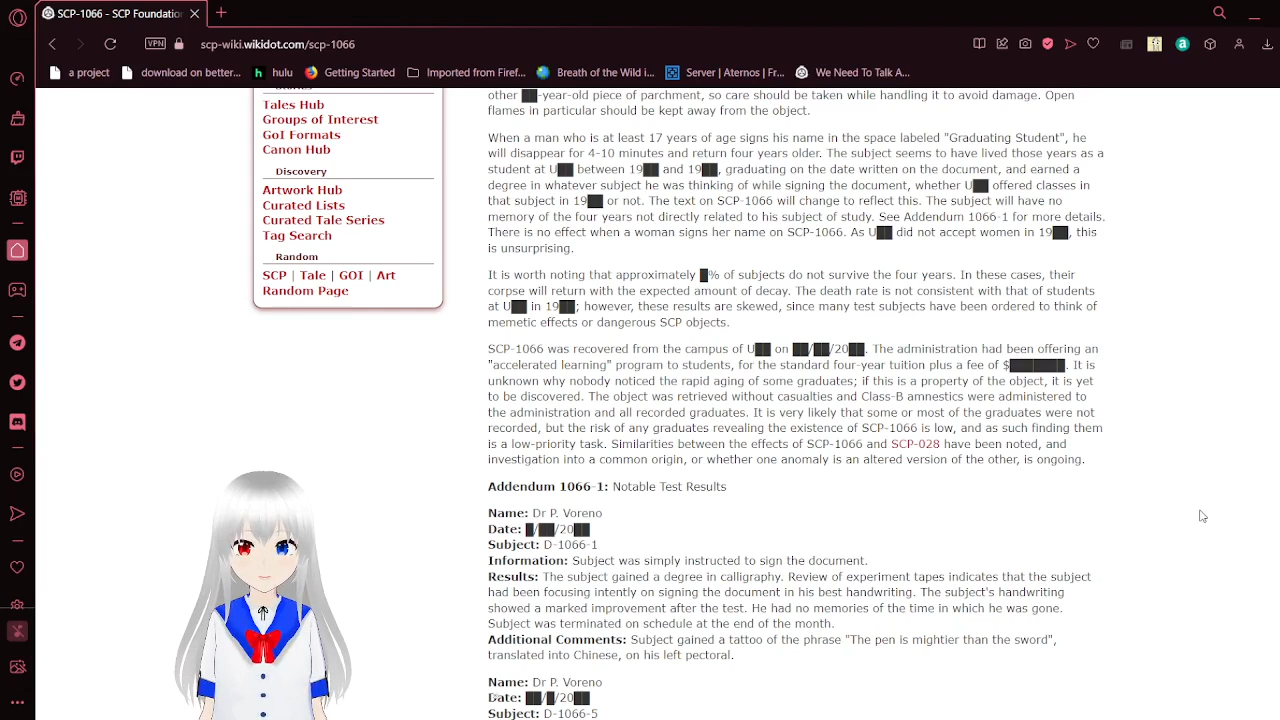 SCP-1066 - SCP Foundation
scp-wiki.wikidot.com/scp-1066
VPN
a project
download on better...
hulu
Getting Started
Imported from Firef...
Breath of the Wild i...
Server | Aternos | Fr...
We Need To Talk A...
Tales Hub
Groups of Interest
GoI Formats
Canon Hub
Discovery
Artwork Hub
Curated Lists
Curated Tale Series
Tag Search
Random
SCP | Tale | GOI | Art
Random Page
other ██-year-old piece of parchment, so care should be taken while handling it to avoid damage. Open
flames in particular should be kept away from the object.
When a man who is at least 17 years of age signs his name in the space labeled "Graduating Student", he
will disappear for 4-10 minutes and return four years older. The subject seems to have lived those years as a
student at U██ between 19██ and 19██, graduating on the date written on the document, and earned a
degree in whatever subject he was thinking of while signing the document, whether U██ offered classes in
that subject in 19██ or not. The text on SCP-1066 will change to reflect this. The subject will have no
memory of the four years not directly related to his subject of study. See Addendum 1066-1 for more details.
There is no effect when a woman signs her name on SCP-1066. As U██ did not accept women in 19██, this
is unsurprising.
It is worth noting that approximately █% of subjects do not survive the four years. In these cases, their
corpse will return with the expected amount of decay. The death rate is not consistent with that of students
at U██ in 19██; however, these results are skewed, since many test subjects have been ordered to think of
memetic effects or dangerous SCP objects.
SCP-1066 was recovered from the campus of U██ on ██/██/20██. The administration had been offering an
"accelerated learning" program to students, for the standard four-year tuition plus a fee of $███████. It is
unknown why nobody noticed the rapid aging of some graduates; if this is a property of the object, it is yet
to be discovered. The object was retrieved without casualties and Class-B amnestics were administered to
the administration and all recorded graduates. It is very likely that some or most of the graduates were not
recorded, but the risk of any graduates revealing the existence of SCP-1066 is low, and as such finding them
is a low-priority task. Similarities between the effects of SCP-1066 and SCP-028 have been noted, and
investigation into a common origin, or whether one anomaly is an altered version of the other, is ongoing.
Addendum 1066-1: Notable Test Results
Name: Dr P. Voreno
Date: █/██/20██
Subject: D-1066-1
Information: Subject was simply instructed to sign the document.
Results: The subject gained a degree in calligraphy. Review of experiment tapes indicates that the subject
had been focusing intently on signing the document in his best handwriting. The subject's handwriting
showed a marked improvement after the test. He had no memories of the time in which he was gone.
Subject was terminated on schedule at the end of the month.
Additional Comments: Subject gained a tattoo of the phrase "The pen is mightier than the sword",
translated into Chinese, on his left pectoral.
Name: Dr P. Voreno
Date: ██/█/20██
Subject: D-1066-5